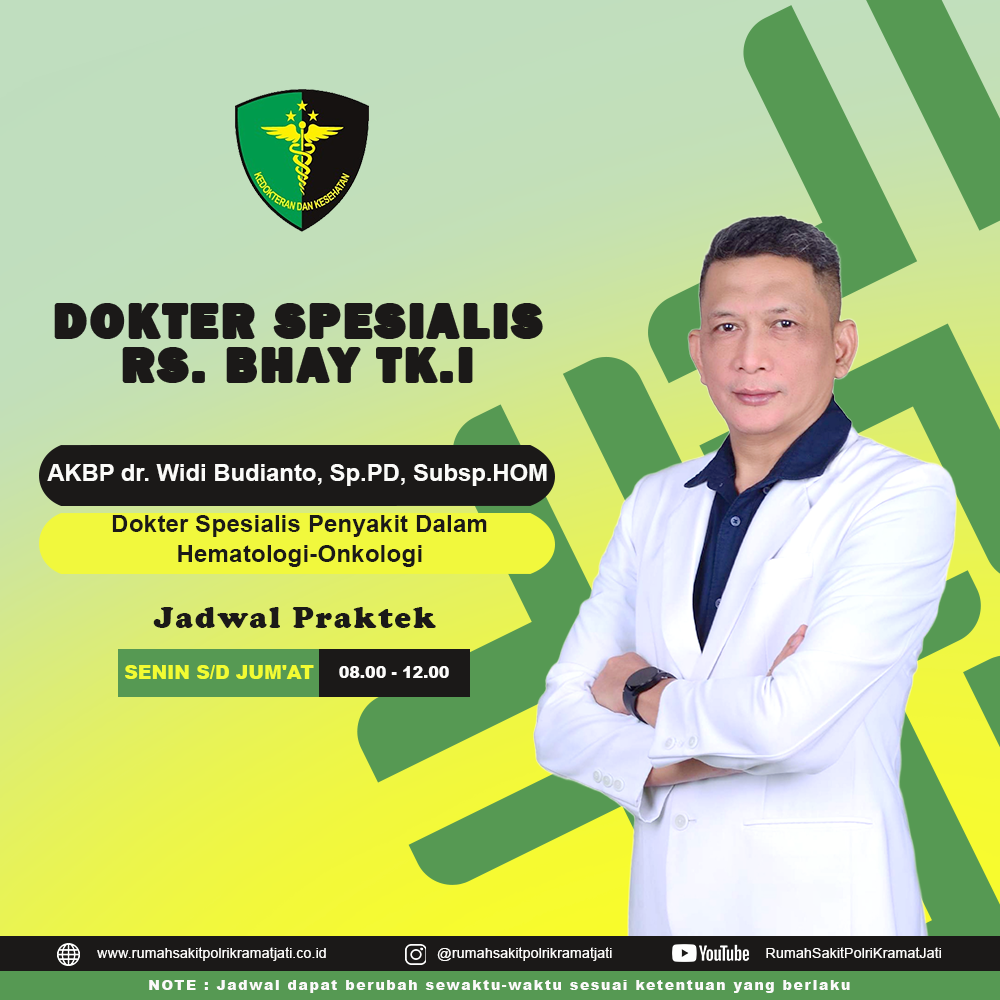 KEDOKTERAN DAN KESEHATAN
DOKTER SPESIALIS
RS. BHAY TK.I
AKBP dr. Widi Budianto, Sp.PD, Subsp.HOM
Dokter Spesialis Penyakit Dalam
Hematologi-Onkologi
Jadwal Praktek
SENIN S/D JUM'AT 08.00 - 12.00
www.rumahsakitpolrikramatjati.co.id @rumahsakitpolrikramatjati YouTube RumahSakitPolriKramatJati
NOTE : Jadwal dapat berubah sewaktu-waktu sesuai ketentuan yang berlaku